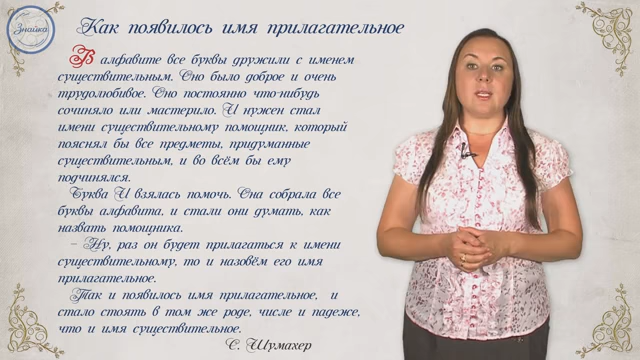 Знайка
Как появилось имя прилагательное
В алфавите все буквы дружили с именем
существительным. Оно было доброе и очень
трудолюбивое. Оно постоянно что-нибудь
сочиняло или мастерило. И нужен стал
имени существительному помощник, который
пояснял бы все предметы, придуманные
существительным, и во всём бы ему
подчинялся.
Буква И взялась помочь. Она собрала все
буквы алфавита, и стали они думать, как
назвать помощника.
– Ну, раз он будет прилагаться к имени
существительному, то и назовём его имя
прилагательное.
Так и появилось имя прилагательное, и
стало стоять в том же роде, числе и падеже,
что и имя существительное.
С. Шумахер